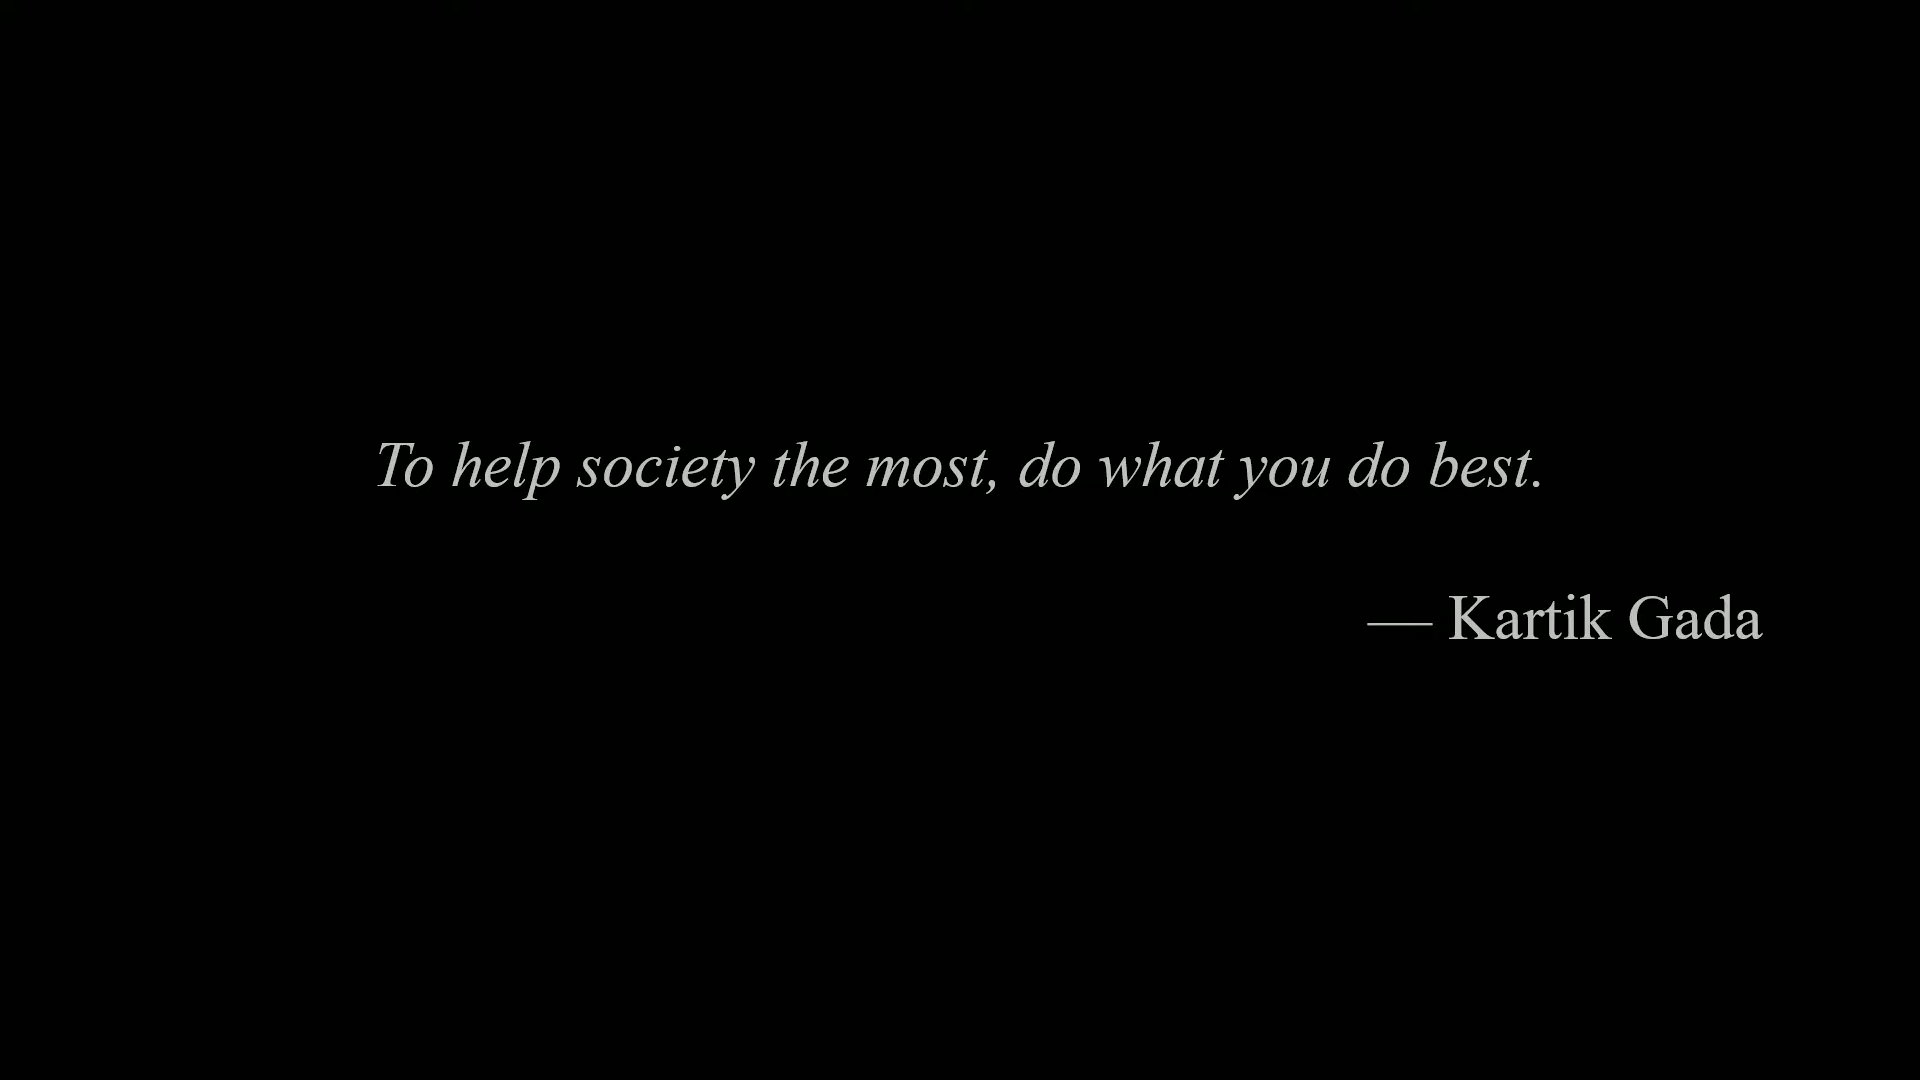 To help society the most, do what you do best.
— Kartik Gada